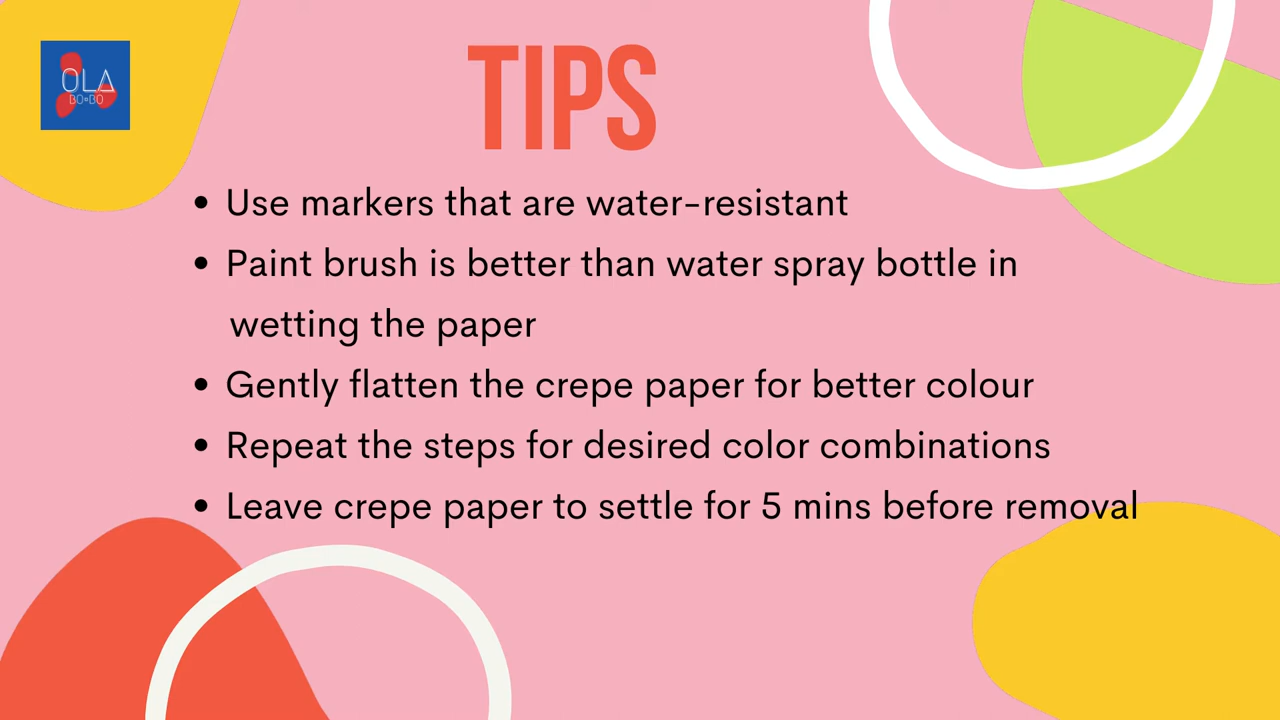 OLA
BO•BO
TIPS
• Use markers that are water-resistant
• Paint brush is better than water spray bottle in
wetting the paper
• Gently flatten the crepe paper for better colour
• Repeat the steps for desired color combinations
• Leave crepe paper to settle for 5 mins before removal